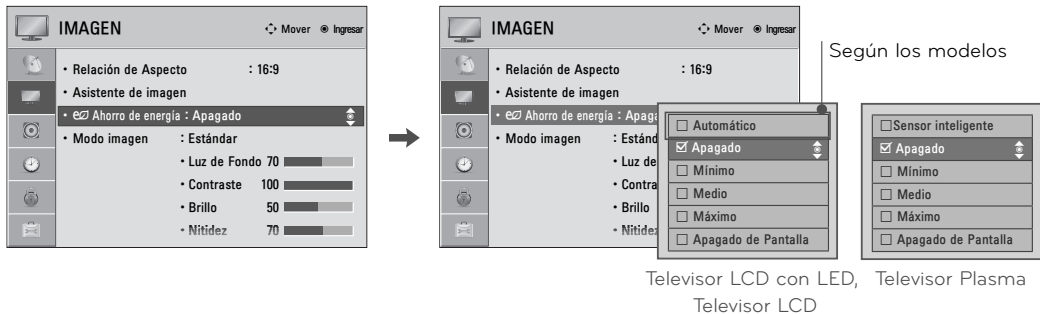 IMAGEN
Mover Ingresar
• Relación de Aspecto : 16:9
• Asistente de imagen
• Ahorro de energía : Apagado
• Modo imagen : Estándar
• Luz de Fondo 70
• Contraste 100
• Brillo 50
• Nitidez 70
IMAGEN
Mover Ingresar
• Relación de Aspecto : 16:9
• Asistente de imagen
• Ahorro de energía : Apaga
• Modo imagen : Estánd
• Luz de
• Contra
• Brillo
• Nitidez
Según los modelos
Automático
Apagado
Mínimo
Medio
Máximo
Apagado de Pantalla
Televisor LCD con LED,
Televisor LCD
Sensor inteligente
Apagado
Mínimo
Medio
Máximo
Apagado de Pantalla
Televisor Plasma